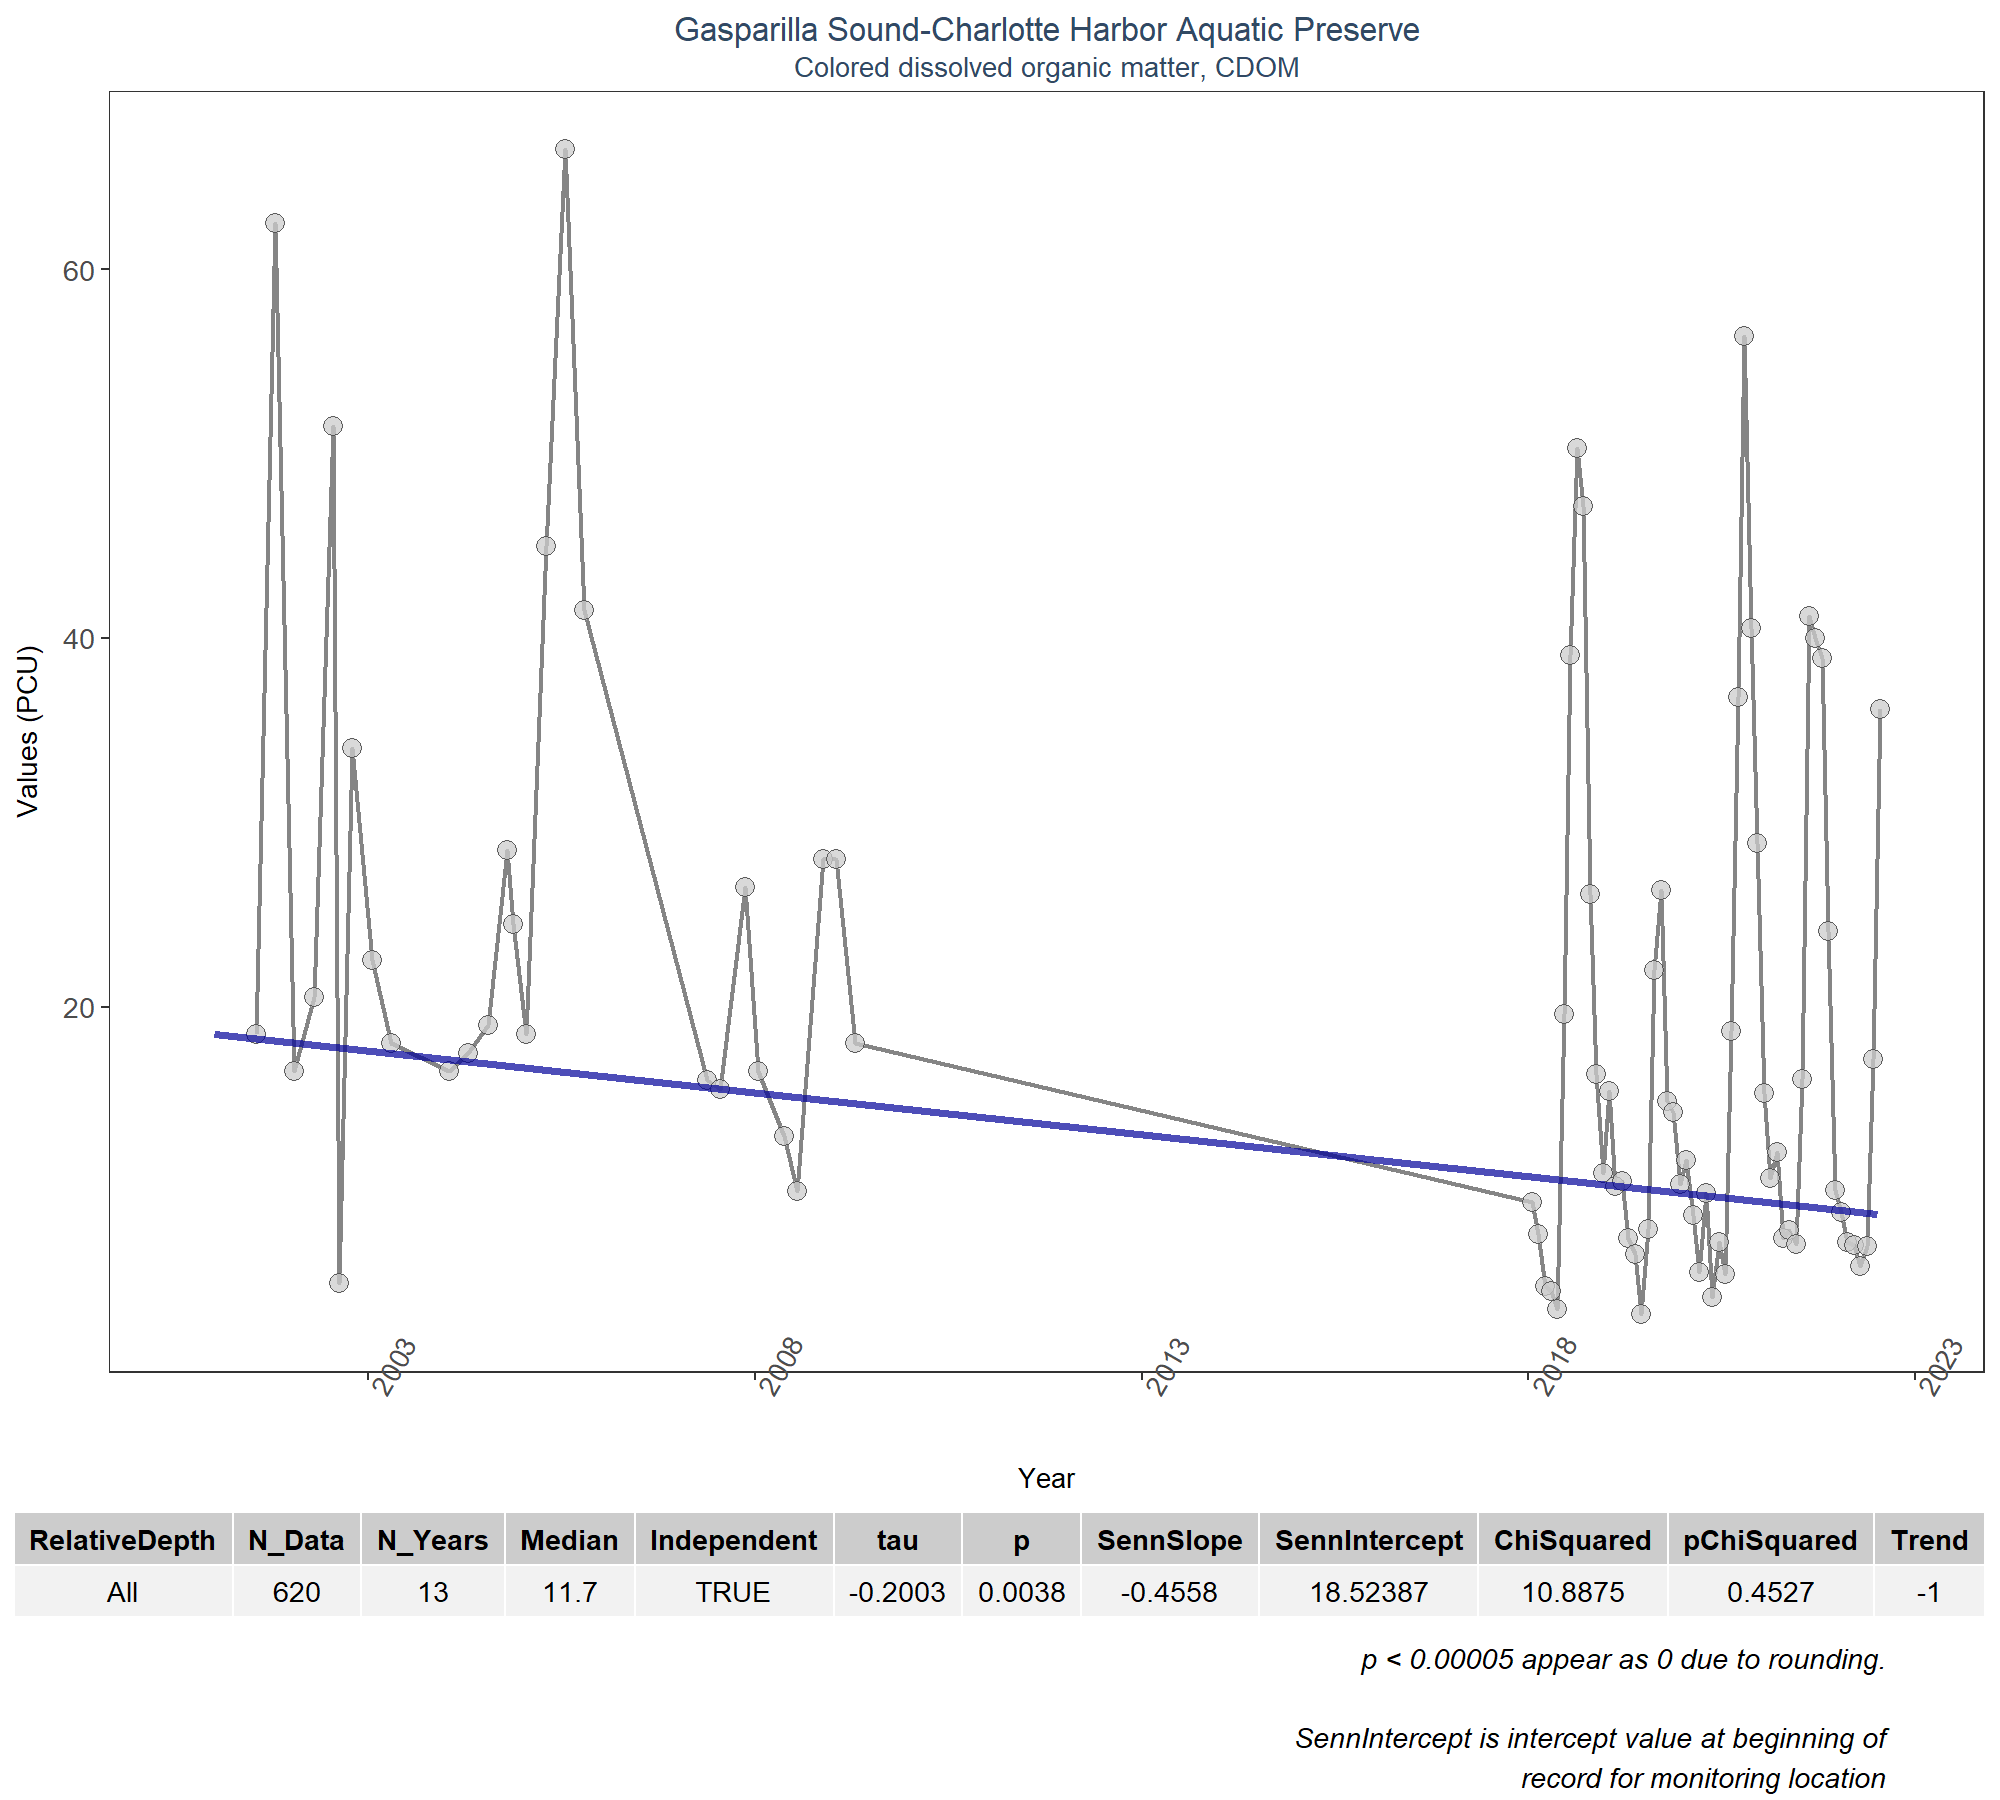 Gasparilla Sound-Charlotte Harbor Aquatic Preserve
Colored dissolved organic matter, CDOM
60
40
20
Values (PCU)
2003 2008 2013 2018 2023
Year
RelativeDepth N_Data N_Years Median Independent tau p SennSlope SennIntercept ChiSquared pChiSquared Trend
All 620 13 11.7 TRUE -0.2003 0.0038 -0.4558 18.52387 10.8875 0.4527 -1
p < 0.00005 appear as 0 due to rounding.
SennIntercept is intercept value at beginning of
record for monitoring location